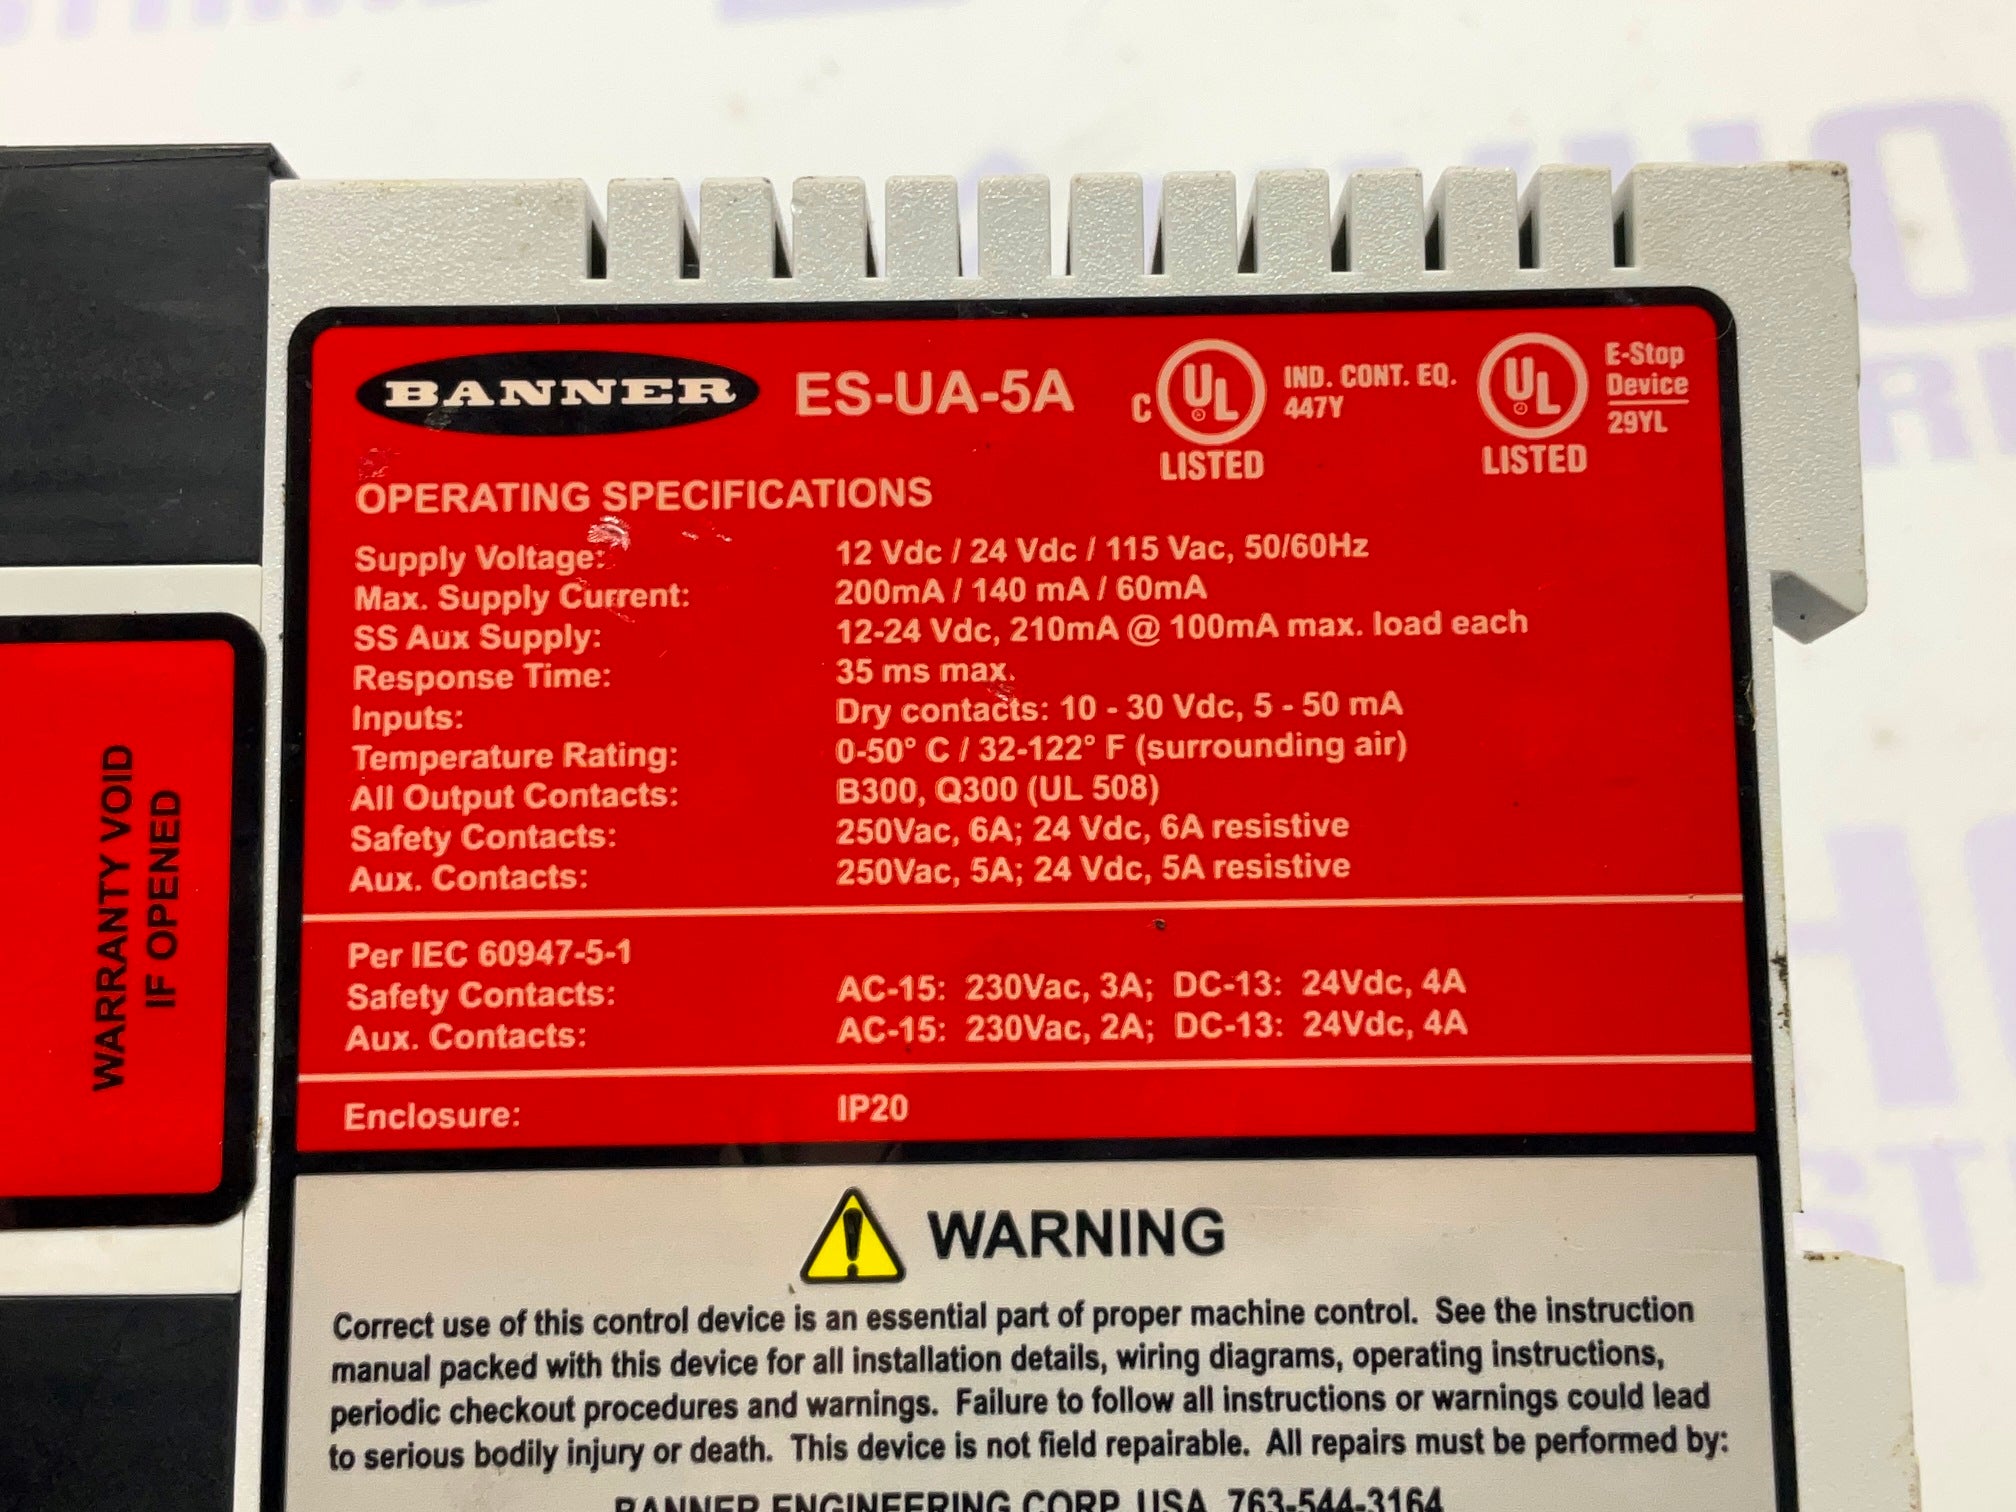 BANNER ES-UA-5A
C UL LISTED IND. CONT. EQ. 447Y
UL LISTED E-Stop Device 29YL
OPERATING SPECIFICATIONS
Supply Voltage: 12 Vdc / 24 Vdc / 115 Vac, 50/60Hz
Max. Supply Current: 200mA / 140 mA / 60mA
SS Aux Supply: 12-24 Vdc, 210mA @ 100mA max. load each
Response Time: 35 ms max.
Inputs: Dry contacts: 10 - 30 Vdc, 5 - 50 mA
Temperature Rating: 0-50° C / 32-122° F (surrounding air)
All Output Contacts: B300, Q300 (UL 508)
Safety Contacts: 250Vac, 6A; 24 Vdc, 6A resistive
Aux. Contacts: 250Vac, 5A; 24 Vdc, 5A resistive
Per IEC 60947-5-1
Safety Contacts: AC-15: 230Vac, 3A; DC-13: 24Vdc, 4A
Aux. Contacts: AC-15: 230Vac, 2A; DC-13: 24Vdc, 4A
Enclosure: IP20
WARNING
Correct use of this control device is an essential part of proper machine control. See the instruction
manual packed with this device for all installation details, wiring diagrams, operating instructions,
periodic checkout procedures and warnings. Failure to follow all instructions or warnings could lead
to serious bodily injury or death. This device is not field repairable. All repairs must be performed by:
BANNER ENGINEERING CORP. USA 763-544-3164
WARRANTY VOID
IF OPENED